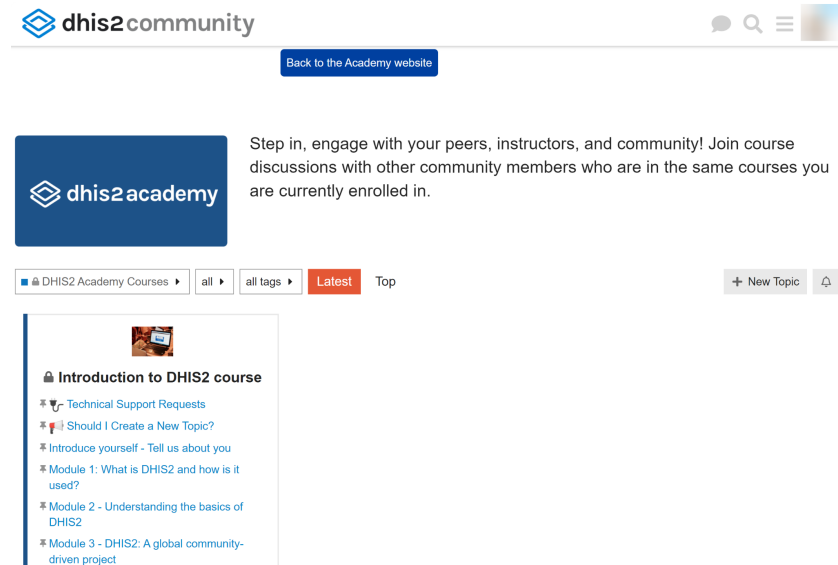 dhis2community
Back to the Academy website
Step in, engage with your peers, instructors, and community! Join course
discussions with other community members who are in the same courses you
are currently enrolled in.
dhis2academy
DHIS2 Academy Courses
all
all tags
Latest
Top
+ New Topic
Introduction to DHIS2 course
Technical Support Requests
Should I Create a New Topic?
Introduce yourself - Tell us about you
Module 1: What is DHIS2 and how is it
used?
Module 2 - Understanding the basics of
DHIS2
Module 3 - DHIS2: A global community-
driven project